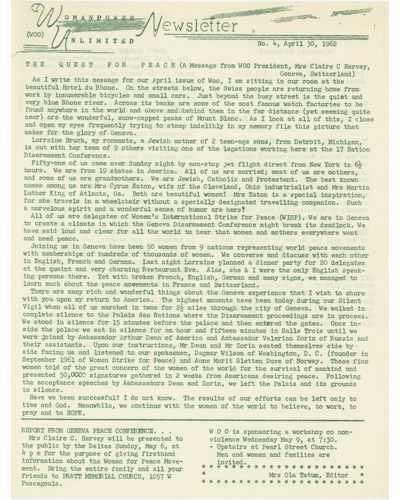 WOMANPOWER
(WOO)
UNLIMITED
Newsletter
No. 4, April 30, 1962
THE QUEST FOR PEACE (A Message from WOO President, Mrs Claire C Harvey,
Geneva, Switzerland)
As I write this message for our April issue of Woo, I am sitting in our room at the
beautiful Hotel du Rhone. On the streets below, the Swiss people are returning home from
work by innumerable bicycles and small cars. Just beyond the busy street is the quiet and
very blue Rhone river. Across its banks are some of the most famous watch factories to be
found anywhere in the world and above and behind them in the far distance (yet seeming quite
near) are the wonderful, snow-capped peaks of Mount Blanc. As I look at all of this, I close
and open my eyes frequently trying to stamp indelibly in my memory file this picture that
makes for the glory of Geneva.
Lorraine Bruck, my roomate, a Jewish mother of 2 teen-age sons, from Detroit, Michigan,
is out with her team of 9 others visiting one of the legations working here at the 17 Nation
Disarmament Conference.
Fifty-one of us came over Sunday night by non-stop jet flight direct from New York in 6½
hours. We are from 19 states in America. All of us are married; most of us are mothers,
and some of us are grandmothers. We are Jewish, Catholic and Protestant. The best known
names among us are Mrs Cyrus Eaton, wife of the Cleveland, Ohio industrialist and Mrs Martin
Luther King of Atlanta, Ga. Both are beautiful women! Mrs Eaton is a special inspiration,
for she travels in a wheelchair without a specially designated travelling companion. Such
a marvelous spirit and a wonderful sense of humor are hers!
All of us are delegates of Women's International Strike for Peace (WISP). We are in Geneva
to create a climate in which the Geneva Disarmament Conference might break its deadlock. We
have said loud and clear for all the world to hear that women and mothers everywhere want
and need peace.
Joining us in Geneva have been 50 women from 9 nations representing world peace movements
with memberships of hundreds of thousands of women. We converse and discuss with each other
in English, French and German. Last night Lorraine planned a dinner party for 20 delegates
at the quaint and very charming Restaurant Eve. Alas, she & I were the only English speak-
ing persons there. Yet with broken French, English, German and many signs, we managed to
learn much about the peace movements in France and Switzerland.
There are many rich and wonderful things about the experience that I wish to share
with you upon my return to America. The highest moments have been today during our Silent
Vigil when all of us marched in twos for 2½ miles through the city of Geneva. We walked in
complete silence to the Palais des Nations where the Disarmament proceedings are in process.
We stood in silence for 15 minutes before the palace and then entered the gates. Once in-
side the palace we sat in silence for an hour and fifteen minutes in Salle Trois until we
were joined by Ambassador Arthur Dean of America and Ambassador Valerian Zorin of Russia and
their assistants. Upon our instructions, Mr Dean and Mr Zorin seated themselves side by
side facing us and listened to our spokesmen, Dagmar Wilson of Washington, D. C. (founder in
September 1961 of Women Strike for Peace) and Anne Marit Sletten Duve of Norway. These fine
women told of the great concern of the women of the world for the survival of mankind and
presented 50,000 signatures gathered in 2 weeks from Americans desiring peace. Following
the acceptance speeches by Ambassadors Dean and Zorin, we left the Palais and its grounds
in silence.
Have we been successful? I do not know. The results of our efforts can be left only to
time and God. Meanwhile, we continue with the women of the world to believe, to work, to
pray and to HOPE.
REPORT FROM GENEVA PEACE CONFERENCE. . .
Mrs Claire C. Harvey will be presented
to the public by the Deltas Sunday, May 6, at
4 p m for the purpose of giving firsthand
information about the Woman for Peace Move-
ment. Bring the entire family and all your
friends to PRATT MEMORIAL CHURCH, 1057 W
Pascagoula.
W O O is sponsoring a workshop on non-
violence Wednesday May 9, at 7:30.
- Upstairs at Pearl Street Church.
Men and women and families are
invited.
* * * * * * * * * * * * * * * * *
* Mrs Ola Tatum, Editor *
* * * * * * * * * * * * * * * * *